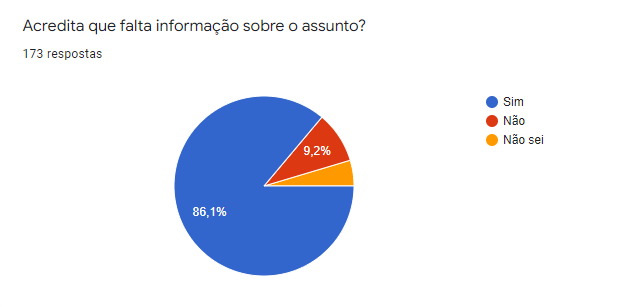 Acredita que falta informação sobre o assunto?
173 respostas
Sim
Não
Não sei
9,2%
86,1%